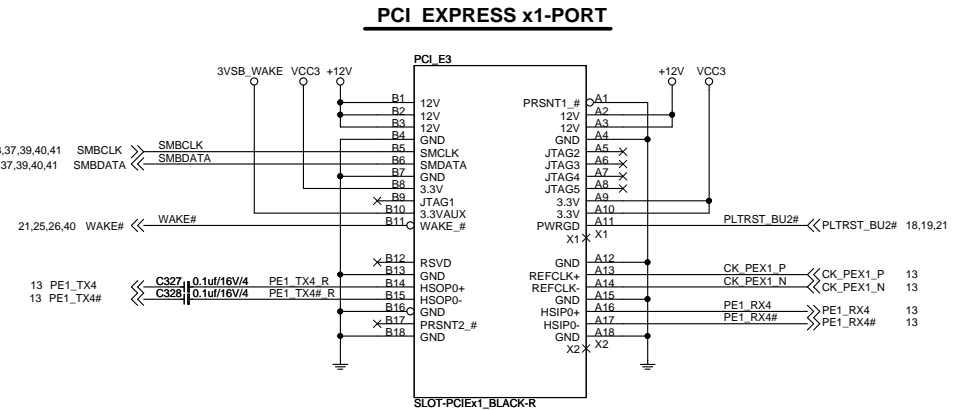 PCI EXPRESS x1-PORT
PCI_E3
3VSB_WAKE VCC3 +12V
+12V VCC3
B1 12V PRSNT1_# A1
B2 12V 12V A2
B3 12V 12V A3
B4 GND GND A4
,37,39,40,41 SMBCLK SMBCLK B5 SMCLK JTAG2 A5
37,39,40,41 SMBDATA SMBDATA B6 SMDATA JTAG3 A6
B7 GND JTAG4 A7
B8 3.3V JTAG5 A8
B9 JTAG1 3.3V A9
B10 3.3VAUX 3.3V A10
21,25,26,40 WAKE# WAKE# B11 WAKE_# PWRGD A11 PLTRST_BU2# PLTRST_BU2# 18,19,21
X1 X1
B12 RSVD GND A12
B13 GND REFCLK+ A13 CK_PEX1_P CK_PEX1_P 13
13 PE1_TX4 C327 0.1uf/16V/4 PE1_TX4_R B14 HSOP0+ REFCLK- A14 CK_PEX1_N CK_PEX1_N 13
13 PE1_TX4# C328 0.1uf/16V/4 PE1_TX4#_R B15 HSOP0- GND A15
B16 GND HSIP0+ A16 PE1_RX4 PE1_RX4 13
B17 PRSNT2_# HSIP0- A17 PE1_RX4# PE1_RX4# 13
B18 GND GND A18
X2 X2
SLOT-PCIEx1_BLACK-R